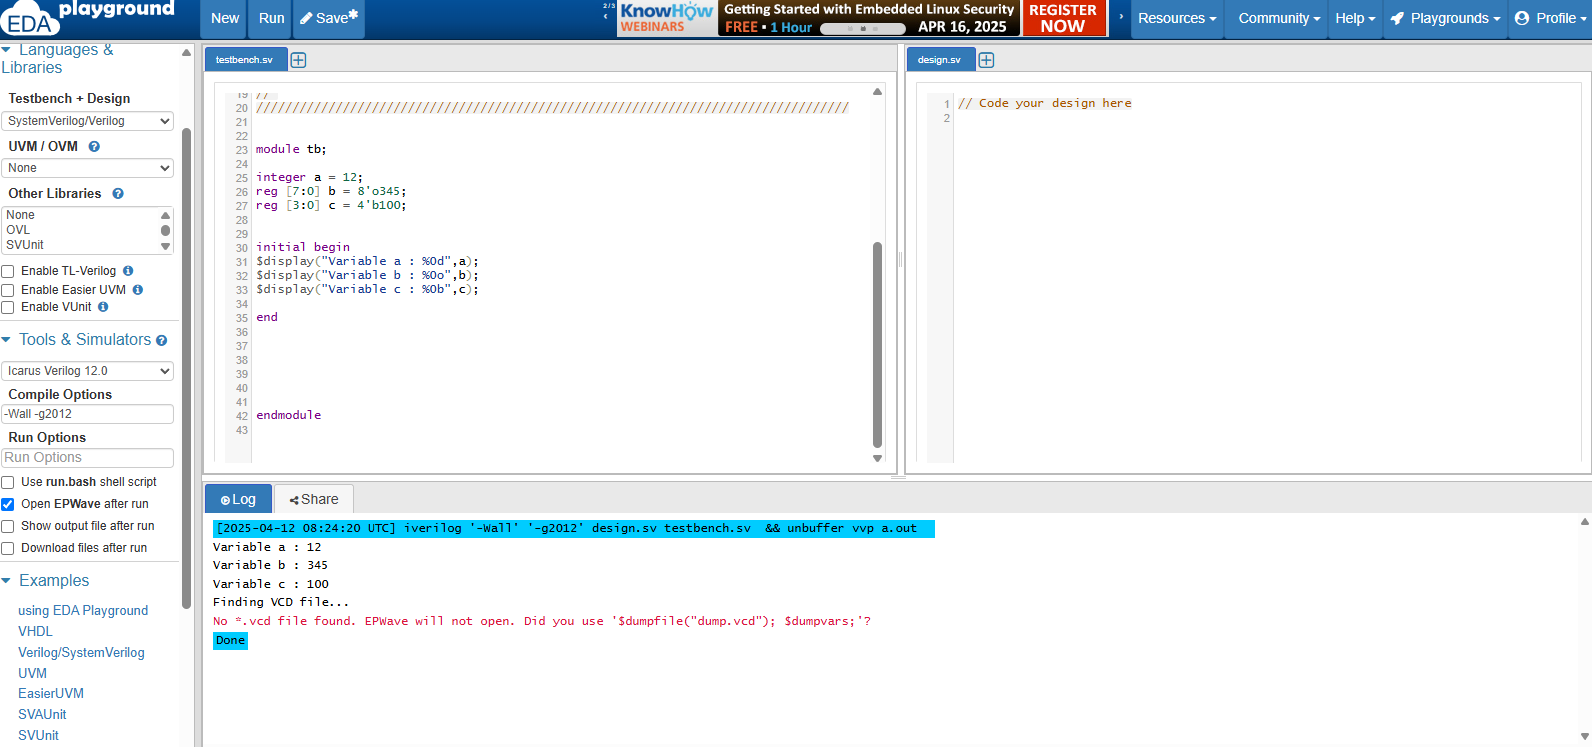 EDA playground
New Run Save*
2/3
KnowHow WEBINARS
Getting Started with Embedded Linux Security
FREE • 1 Hour APR 16, 2025
REGISTER NOW
Resources Community Help Playgrounds Profile
Languages & Libraries
Testbench + Design
SystemVerilog/Verilog
UVM / OVM
None
Other Libraries
None
OVL
SVUnit
Enable TL-Verilog
Enable Easier UVM
Enable VUnit
Tools & Simulators
Icarus Verilog 12.0
Compile Options
-Wall -g2012
Run Options
Run Options
Use run.bash shell script
Open EPWave after run
Show output file after run
Download files after run
Examples
using EDA Playground
VHDL
Verilog/SystemVerilog
UVM
EasierUVM
SVAUnit
SVUnit
testbench.sv
19 //
20 //////////////////////////////////////////////////////////////////////////////////
21
22
23 module tb;
24
25 integer a = 12;
26 reg [7:0] b = 8'o345;
27 reg [3:0] c = 4'b100;
28
29
30 initial begin
31 $display("Variable a : %0d",a);
32 $display("Variable b : %0o",b);
33 $display("Variable c : %0b",c);
34
35 end
36
37
38
39
40
41
42 endmodule
43
design.sv
1 // Code your design here
2
Log Share
[2025-04-12 08:24:20 UTC] iverilog '-Wall' '-g2012' design.sv testbench.sv && unbuffer vvp a.out
Variable a : 12
Variable b : 345
Variable c : 100
Finding VCD file...
No *.vcd file found. EPWave will not open. Did you use '$dumpfile("dump.vcd"); $dumpvars;'?
Done